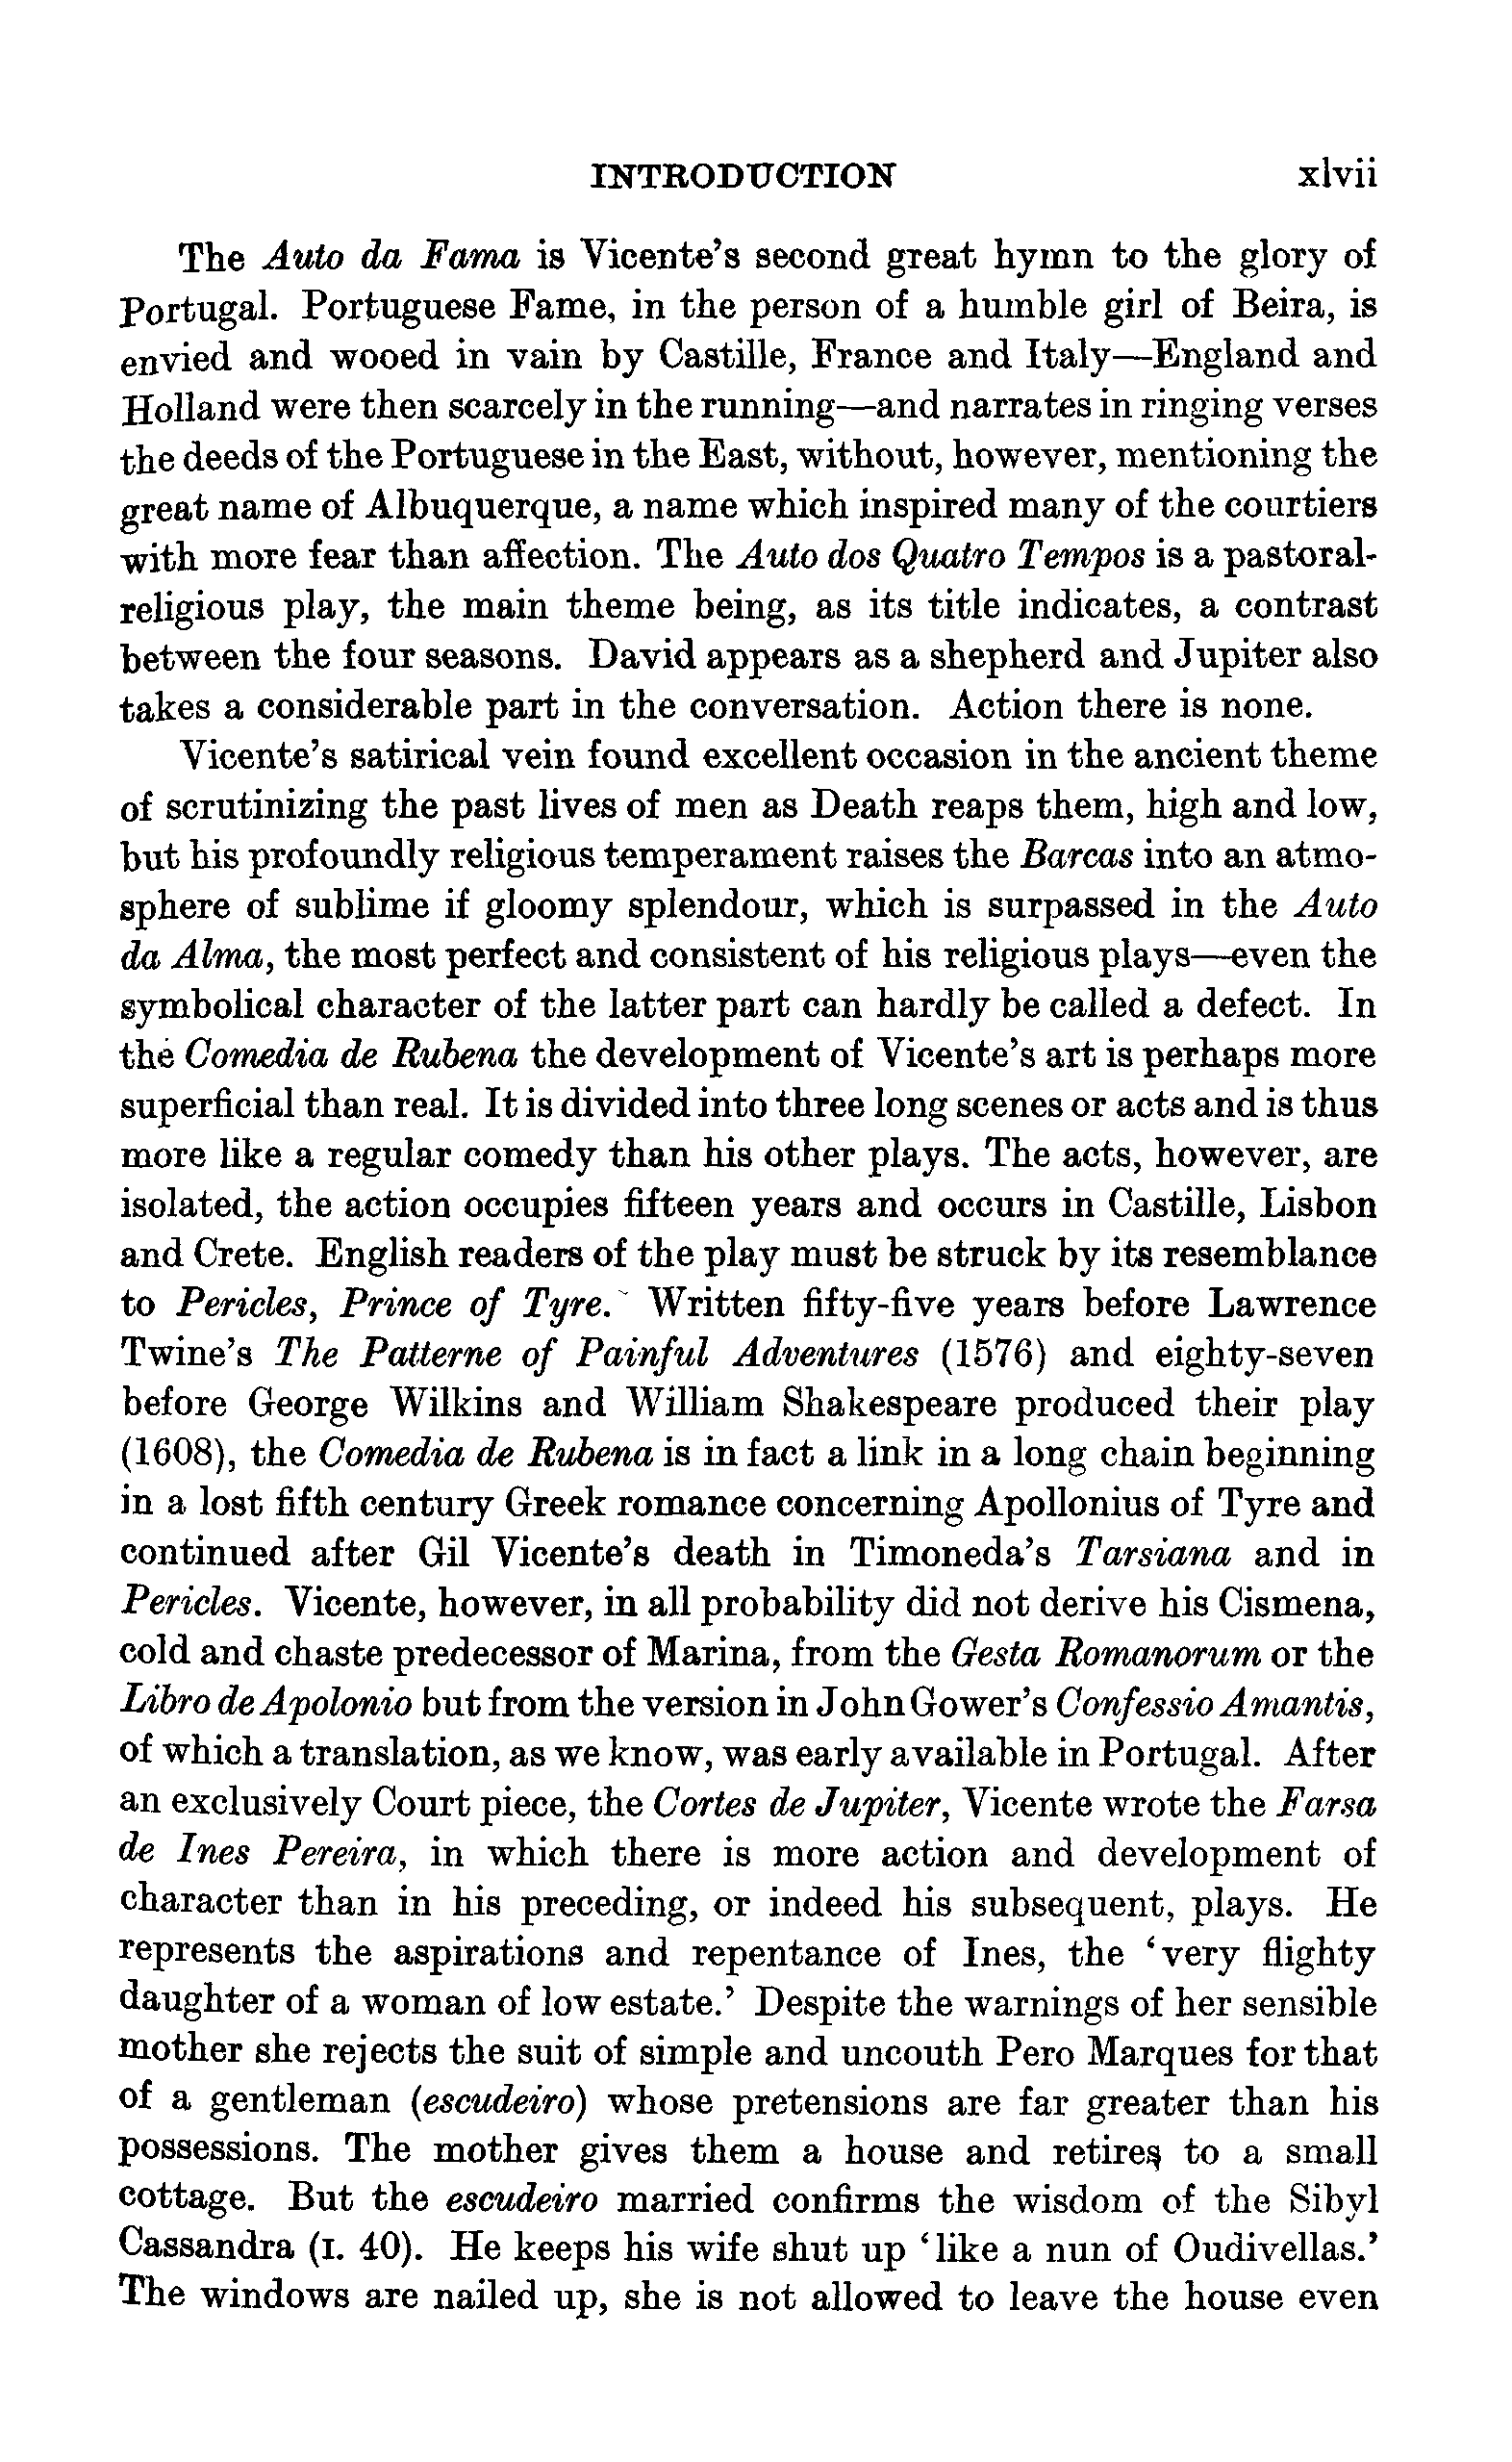 INTRODUCTION xlvii
The Auto da Fama is Vicente's second great hymn to the glory of
Portugal. Portuguese Fame, in the person of a humble girl of Beira, is
envied and wooed in vain by Castille, France and Italy—England and
Holland were then scarcely in the running—and narrates in ringing verses
the deeds of the Portuguese in the East, without, however, mentioning the
great name of Albuquerque, a name which inspired many of the courtiers
with more fear than affection. The Auto dos Quatro Tempos is a pastoral-
religious play, the main theme being, as its title indicates, a contrast
between the four seasons. David appears as a shepherd and Jupiter also
takes a considerable part in the conversation. Action there is none.
Vicente's satirical vein found excellent occasion in the ancient theme
of scrutinizing the past lives of men as Death reaps them, high and low,
but his profoundly religious temperament raises the Barcas into an atmo-
sphere of sublime if gloomy splendour, which is surpassed in the Auto
da Alma, the most perfect and consistent of his religious plays—even the
symbolical character of the latter part can hardly be called a defect. In
the Comedia de Rubena the development of Vicente's art is perhaps more
superficial than real. It is divided into three long scenes or acts and is thus
more like a regular comedy than his other plays. The acts, however, are
isolated, the action occupies fifteen years and occurs in Castille, Lisbon
and Crete. English readers of the play must be struck by its resemblance
to Pericles, Prince of Tyre. Written fifty-five years before Lawrence
Twine's The Patterne of Painful Adventures (1576) and eighty-seven
before George Wilkins and William Shakespeare produced their play
(1608), the Comedia de Rubena is in fact a link in a long chain beginning
in a lost fifth century Greek romance concerning Apollonius of Tyre and
continued after Gil Vicente's death in Timoneda's Tarsiana and in
Pericles. Vicente, however, in all probability did not derive his Cismena,
cold and chaste predecessor of Marina, from the Gesta Romanorum or the
Libro de Apolonio but from the version in John Gower's Confessio Amantis,
of which a translation, as we know, was early available in Portugal. After
an exclusively Court piece, the Cortes de Jupiter, Vicente wrote the Farsa
de Ines Pereira, in which there is more action and development of
character than in his preceding, or indeed his subsequent, plays. He
represents the aspirations and repentance of Ines, the 'very flighty
daughter of a woman of low estate.' Despite the warnings of her sensible
mother she rejects the suit of simple and uncouth Pero Marques for that
of a gentleman (escudeiro) whose pretensions are far greater than his
possessions. The mother gives them a house and retires to a small
cottage. But the escudeiro married confirms the wisdom of the Sibyl
Cassandra (I. 40). He keeps his wife shut up 'like a nun of Oudivellas.'
The windows are nailed up, she is not allowed to leave the house even